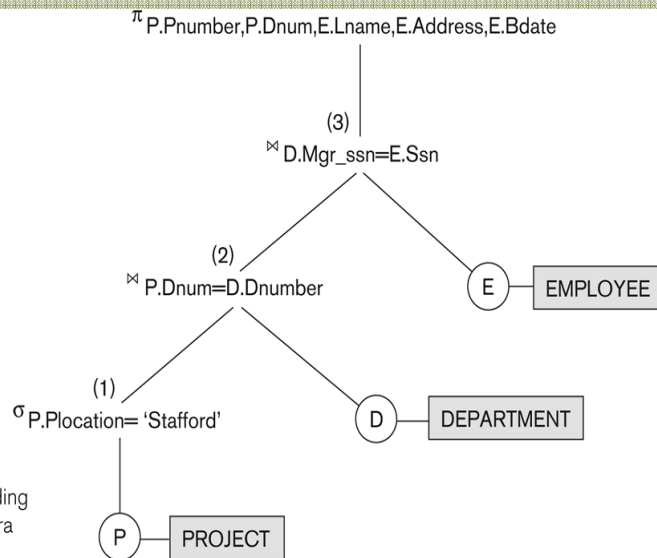 π P.Pnumber,P.Dnum,E.Lname,E.Address,E.Bdate
(3)
⋈ D.Mgr_ssn=E.Ssn
(2)
⋈ P.Dnum=D.Dnumber
E EMPLOYEE
(1)
σ P.Plocation= ‘Stafford’
D DEPARTMENT
P PROJECT